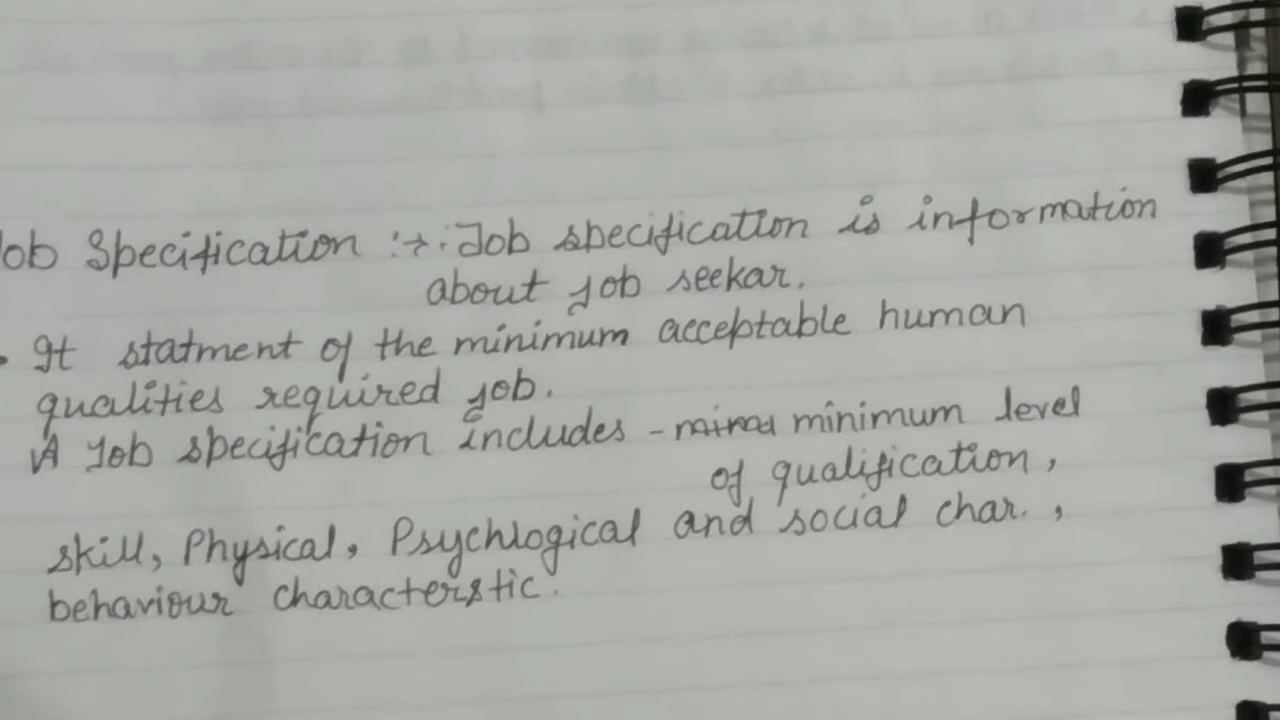 ob Specification :→. Job specification is information
about job seekar.
• It statment of the minimum acceptable human
qualities required job.
A Job specification includes - minimum level
of qualification,
skill, Physical, Psychlogical and social char. ,
behaviour characterstic.